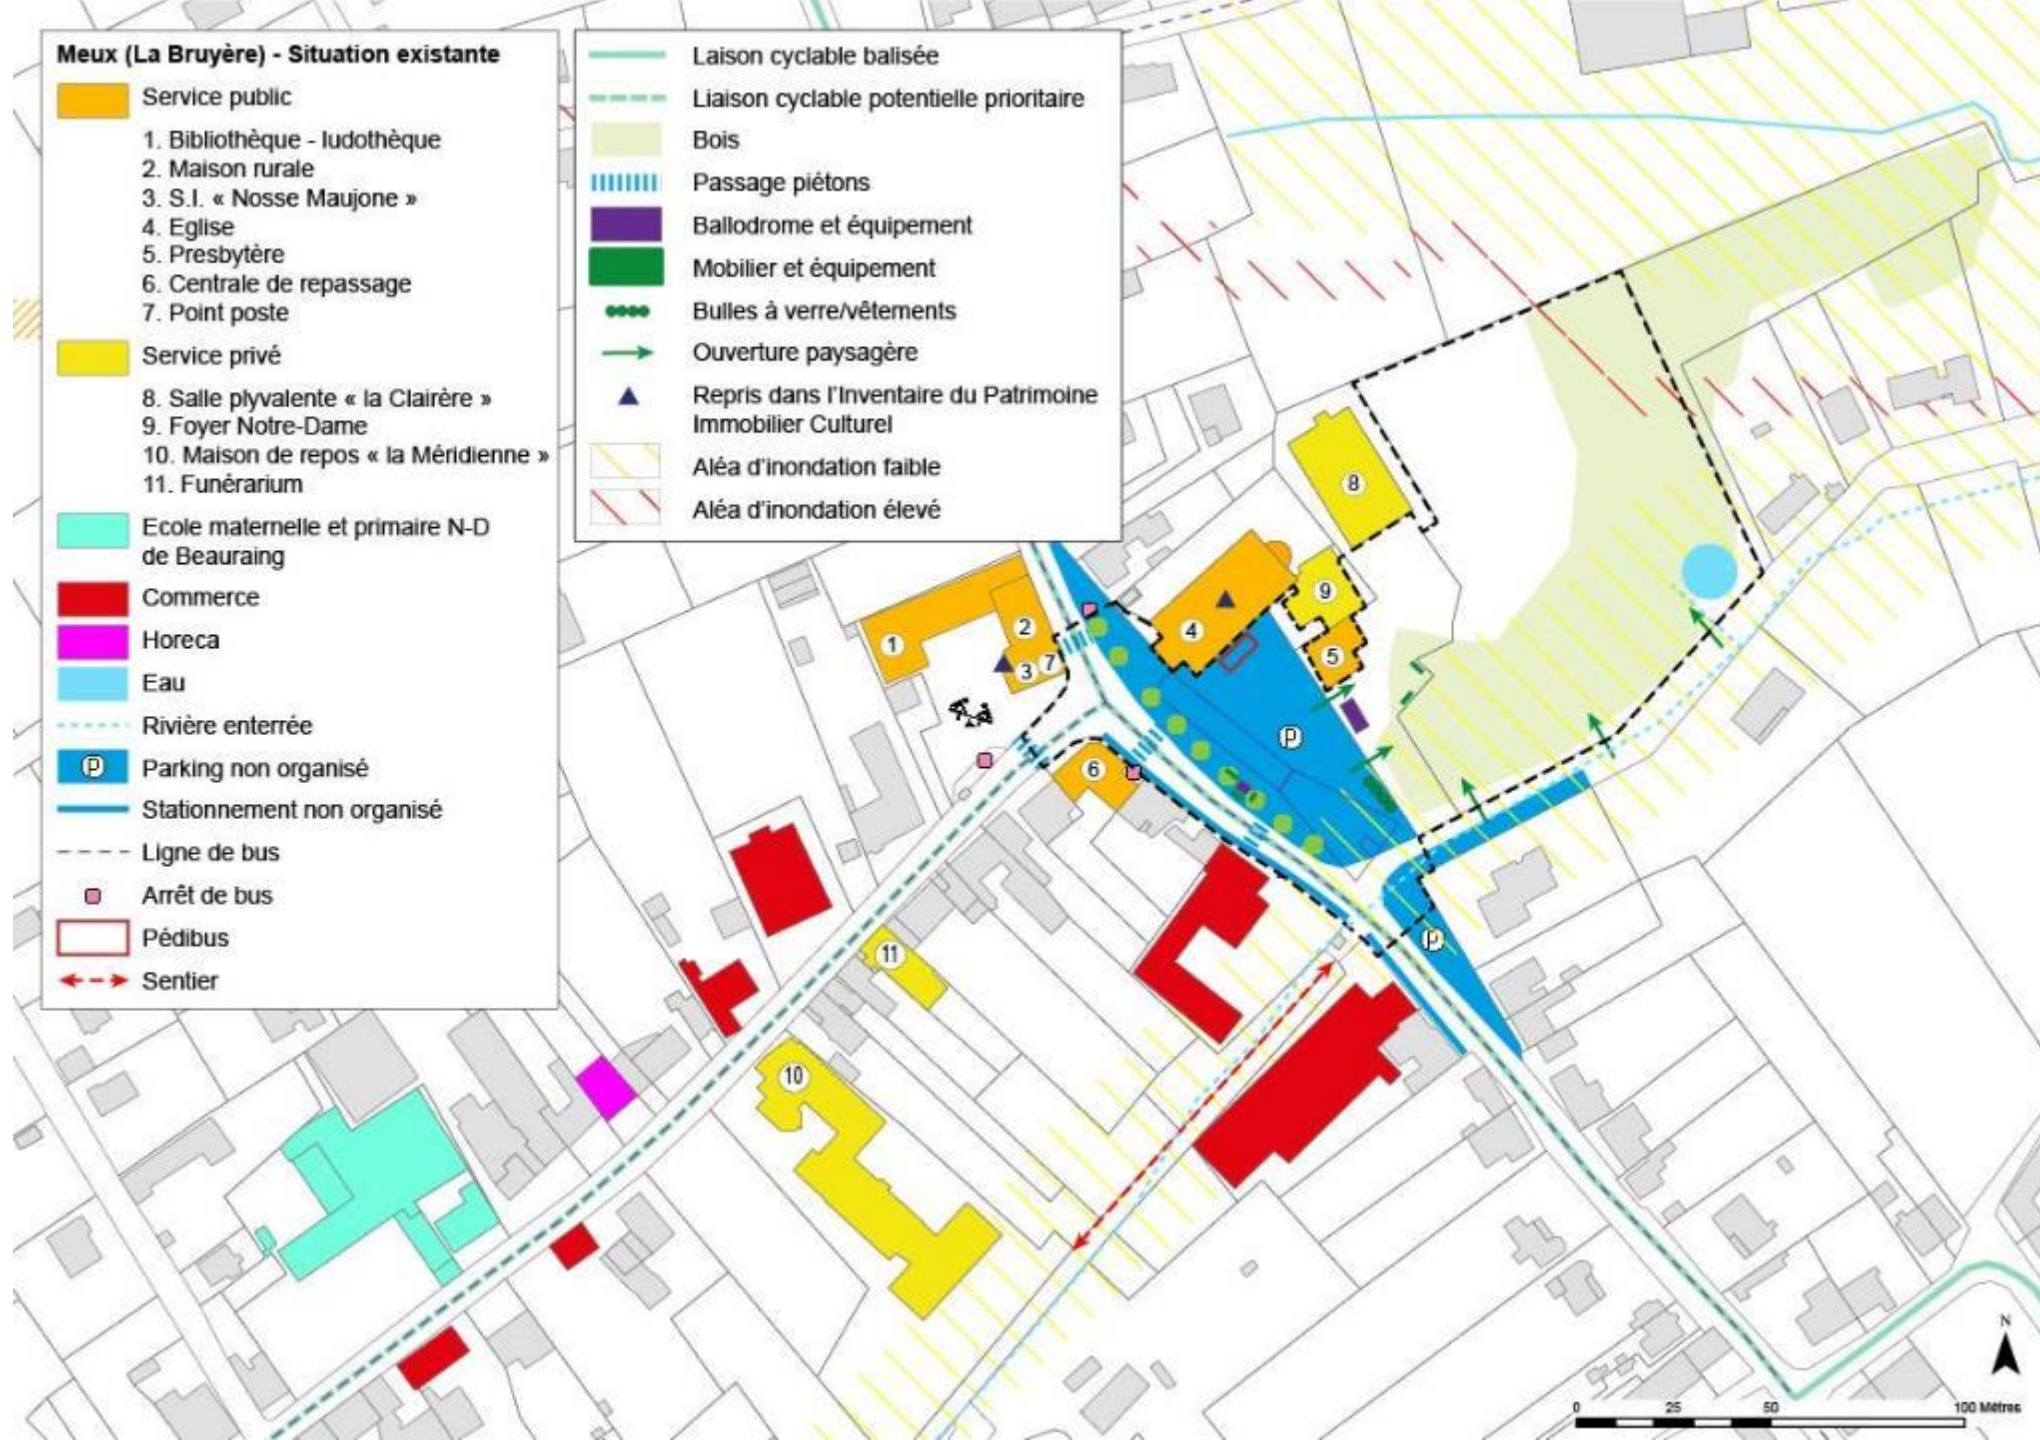 Meux (La Bruyère) - Situation existante
Service public
1. Bibliothèque - ludothèque
2. Maison rurale
3. S.I. « Nosse Maujone »
4. Eglise
5. Presbytère
6. Centrale de repassage
7. Point poste
Service privé
8. Salle plyvalente « la Clairère »
9. Foyer Notre-Dame
10. Maison de repos « la Méridienne »
11. Funérarium
Ecole maternelle et primaire N-D
de Beauraing
Commerce
Horeca
Eau
Rivière enterrée
P Parking non organisé
Stationnement non organisé
Ligne de bus
Arrêt de bus
Pédibus
Sentier
Laison cyclable balisée
Liaison cyclable potentielle prioritaire
Bois
Passage piétons
Ballodrome et équipement
Mobilier et équipement
Bulles à verre/vêtements
Ouverture paysagère
Repris dans l'Inventaire du Patrimoine
Immobilier Culturel
Aléa d'inondation faible
Aléa d'inondation élevé
8
9
4
5
2
1
3
7
P
6
P
11
10
N
0 25 50 100 Mètres